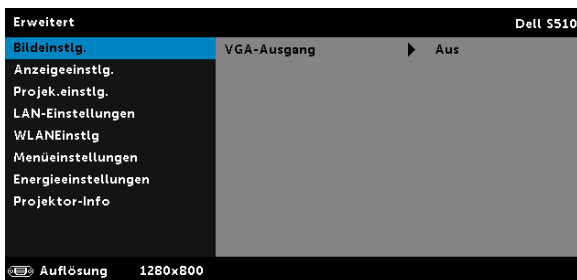 Erweitert Dell S510
Bildeinstlg. VGA-Ausgang Aus
Anzeigeeinstlg.
Projek.einstlg.
LAN-Einstellungen
WLANEinstlg
Menüeinstellungen
Energieeinstellungen
Projektor-Info
Auflösung 1280x800